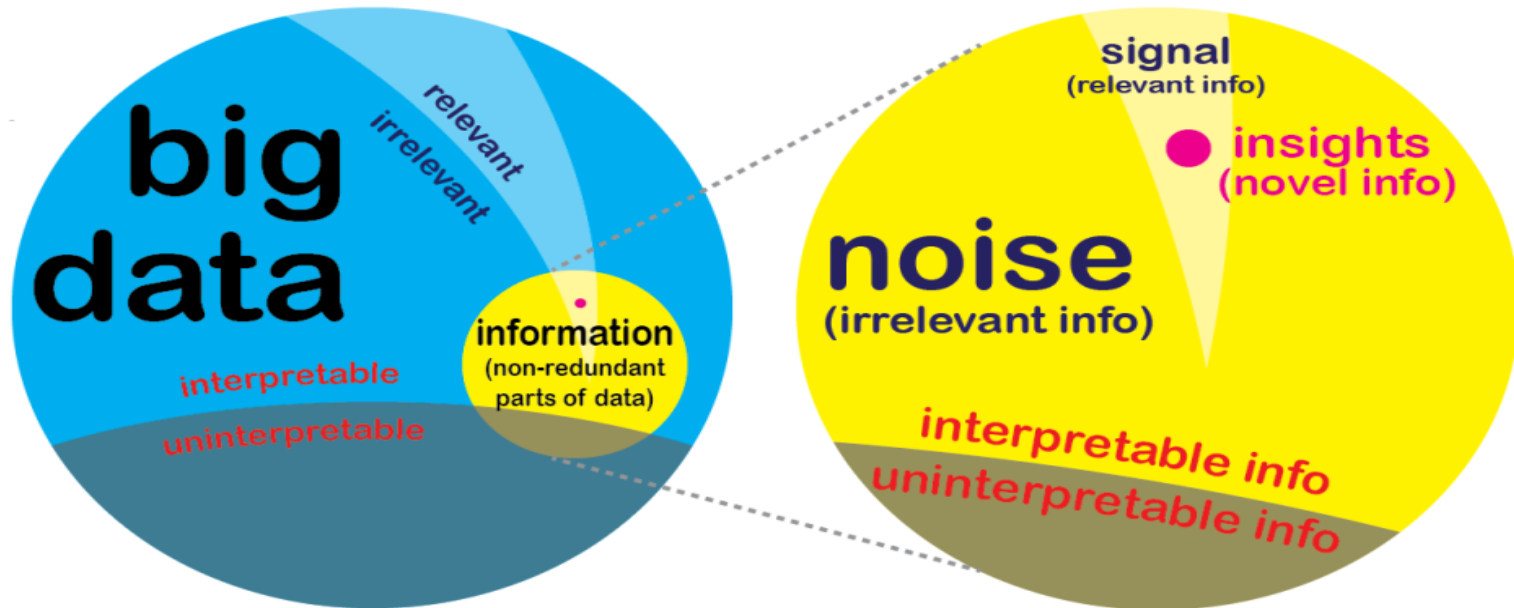 big
data
relevant
irrelevant
information
(non-redundant
parts of data)
interpretable
uninterpretable
signal
(relevant info)
insights
(novel info)
noise
(irrelevant info)
interpretable info
uninterpretable info